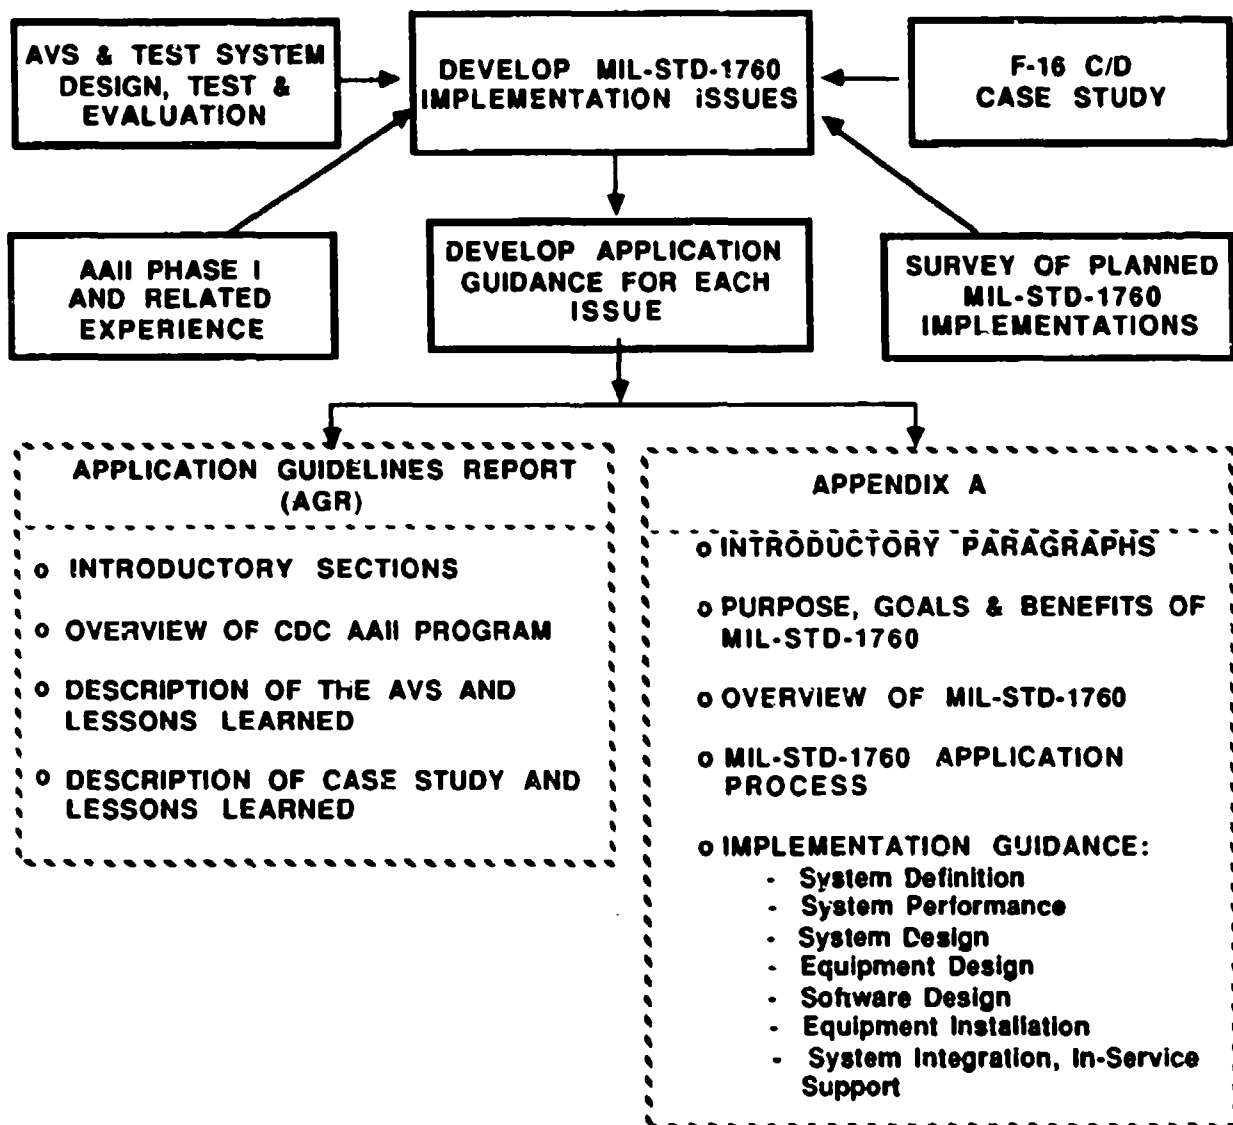 AVS & TEST SYSTEM
DESIGN, TEST &
EVALUATION
DEVELOP MIL-STD-1760
IMPLEMENTATION ISSUES
F-16 C/D
CASE STUDY
AAII PHASE I
AND RELATED
EXPERIENCE
DEVELOP APPLICATION
GUIDANCE FOR EACH
ISSUE
SURVEY OF PLANNED
MIL-STD-1760
IMPLEMENTATIONS
APPLICATION GUIDELINES REPORT
(AGR)
o INTRODUCTORY SECTIONS
o OVERVIEW OF CDC AAII PROGRAM
o DESCRIPTION OF THE AVS AND
LESSONS LEARNED
o DESCRIPTION OF CASE STUDY AND
LESSONS LEARNED
APPENDIX A
o INTRODUCTORY PARAGRAPHS
o PURPOSE, GOALS & BENEFITS OF
MIL-STD-1760
o OVERVIEW OF MIL-STD-1760
o MIL-STD-1760 APPLICATION
PROCESS
o IMPLEMENTATION GUIDANCE:
- System Definition
- System Performance
- System Design
- Equipment Design
- Software Design
- Equipment Installation
- System Integration, In-Service
Support